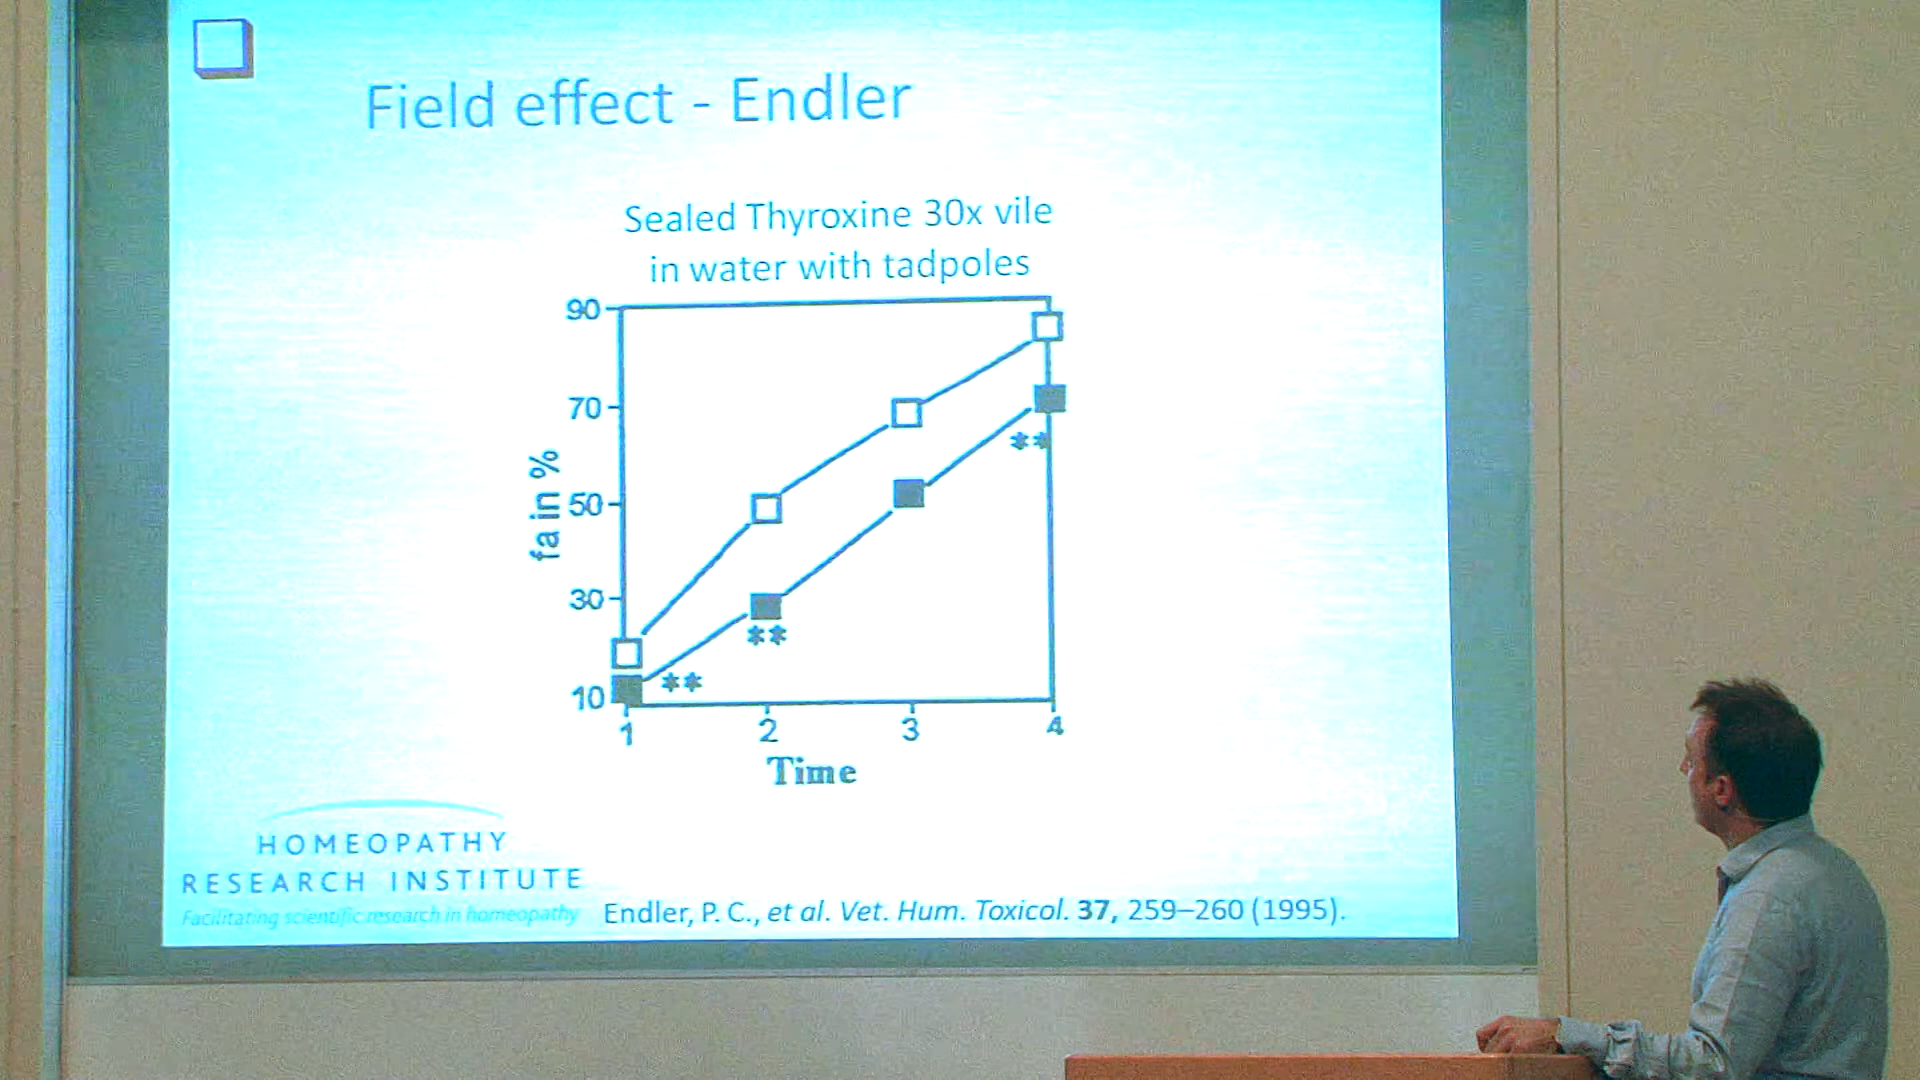 Field effect - Endler
Sealed Thyroxine 30x vile
in water with tadpoles
90
70
50
30
10
fa in %
**
**
**
1 2 3 4
Time
HOMEOPATHY
RESEARCH INSTITUTE
Facilitating scientific research in homeopathy
Endler, P. C., et al. Vet. Hum. Toxicol. 37, 259–260 (1995).